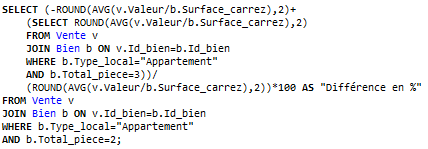 SELECT (-ROUND(AVG(v.Valeur/b.Surface_carrez),2)+
(SELECT ROUND(AVG(v.Valeur/b.Surface_carrez),2)
FROM Vente v
JOIN Bien b ON v.Id_bien=b.Id_bien
WHERE b.Type_local="Appartement"
AND b.Total_piece=3))/
(ROUND(AVG(v.Valeur/b.Surface_carrez),2))*100 AS "Différence en %"
FROM Vente v
JOIN Bien b ON v.Id_bien=b.Id_bien
WHERE b.Type_local="Appartement"
AND b.Total_piece=2;